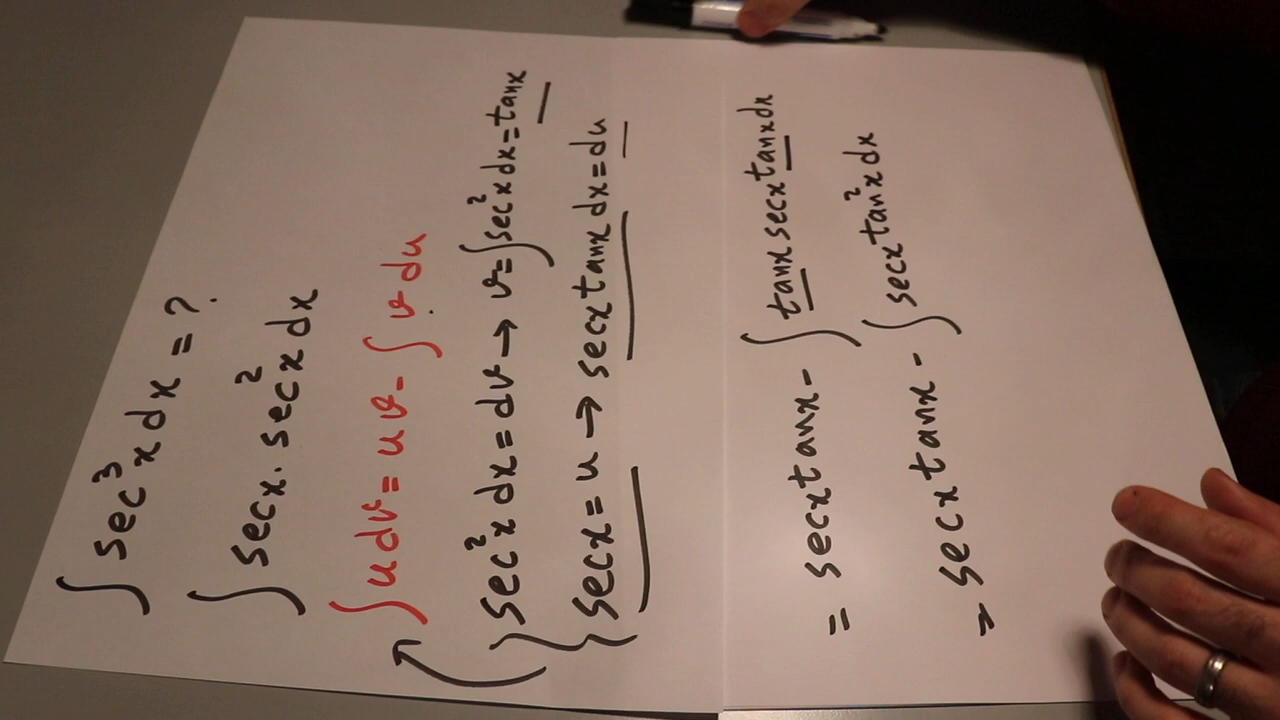 ∫ sec³x dx = ?
∫ secx. sec²x dx
∫ u dv = uv - ∫ v du
sec²x dx = dv → v = ∫ sec²x dx = tanx
secx = u → secx tanx dx = du
= secx tanx - ∫ tanx secx tanx dx
= secx tanx - ∫ secx tan²x dx